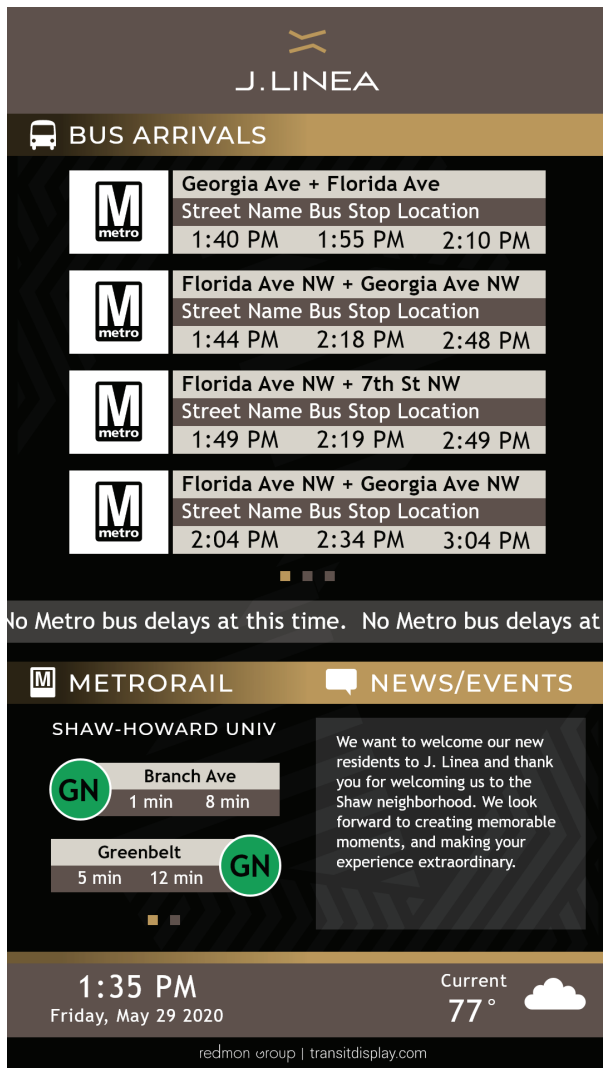 J.LINEA
BUS ARRIVALS
M
metro
Georgia Ave + Florida Ave
Street Name Bus Stop Location
1:40 PM 1:55 PM 2:10 PM
M
metro
Florida Ave NW + Georgia Ave NW
Street Name Bus Stop Location
1:44 PM 2:18 PM 2:48 PM
M
metro
Florida Ave NW + 7th St NW
Street Name Bus Stop Location
1:49 PM 2:19 PM 2:49 PM
M
metro
Florida Ave NW + Georgia Ave NW
Street Name Bus Stop Location
2:04 PM 2:34 PM 3:04 PM
No Metro bus delays at this time. No Metro bus delays at
M METRORAIL
SHAW-HOWARD UNIV
GN
Branch Ave
1 min 8 min
Greenbelt
5 min 12 min
GN
NEWS/EVENTS
We want to welcome our new
residents to J. Linea and thank
you for welcoming us to the
Shaw neighborhood. We look
forward to creating memorable
moments, and making your
experience extraordinary.
1:35 PM
Friday, May 29 2020
Current
77°
redmon group | transitdisplay.com